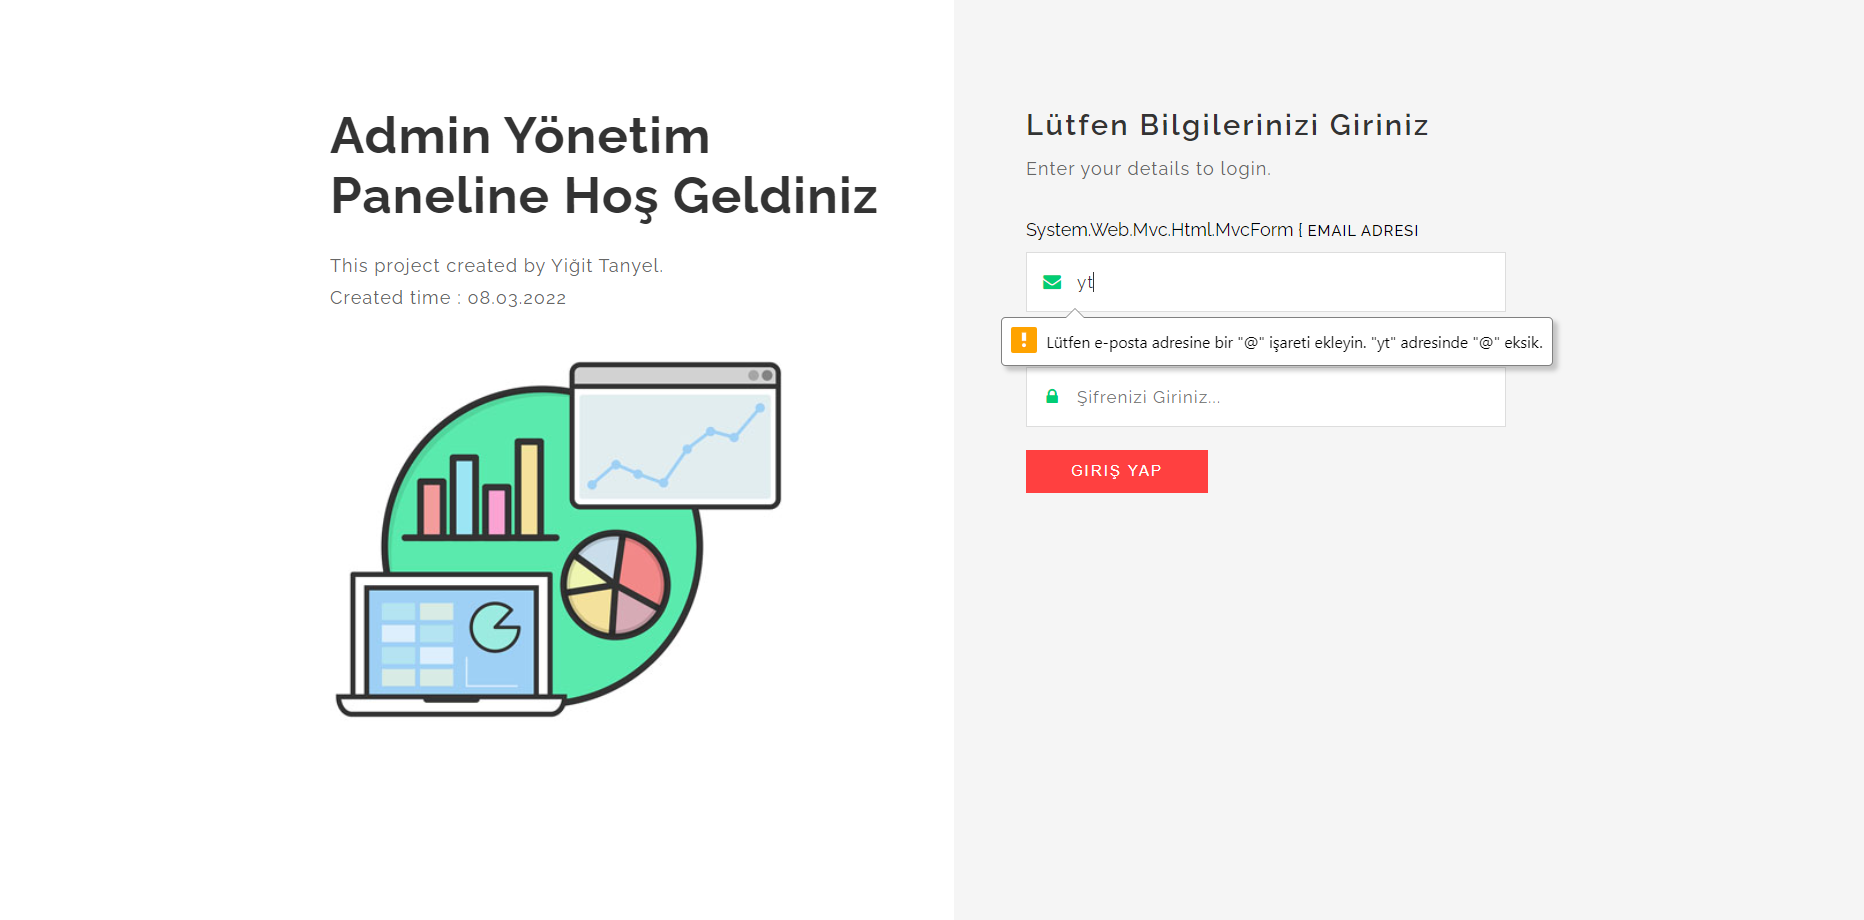 Admin Yönetim
Paneline Hoş Geldiniz
This project created by Yiğit Tanyel.
Created time : 08.03.2022
Lütfen Bilgilerinizi Giriniz
Enter your details to login.
System.Web.Mvc.Html.MvcForm { EMAIL ADRESI
yt
Lütfen e-posta adresine bir "@" işareti ekleyin. "yt" adresinde "@" eksik.
Şifrenizi Giriniz...
GIRIŞ YAP